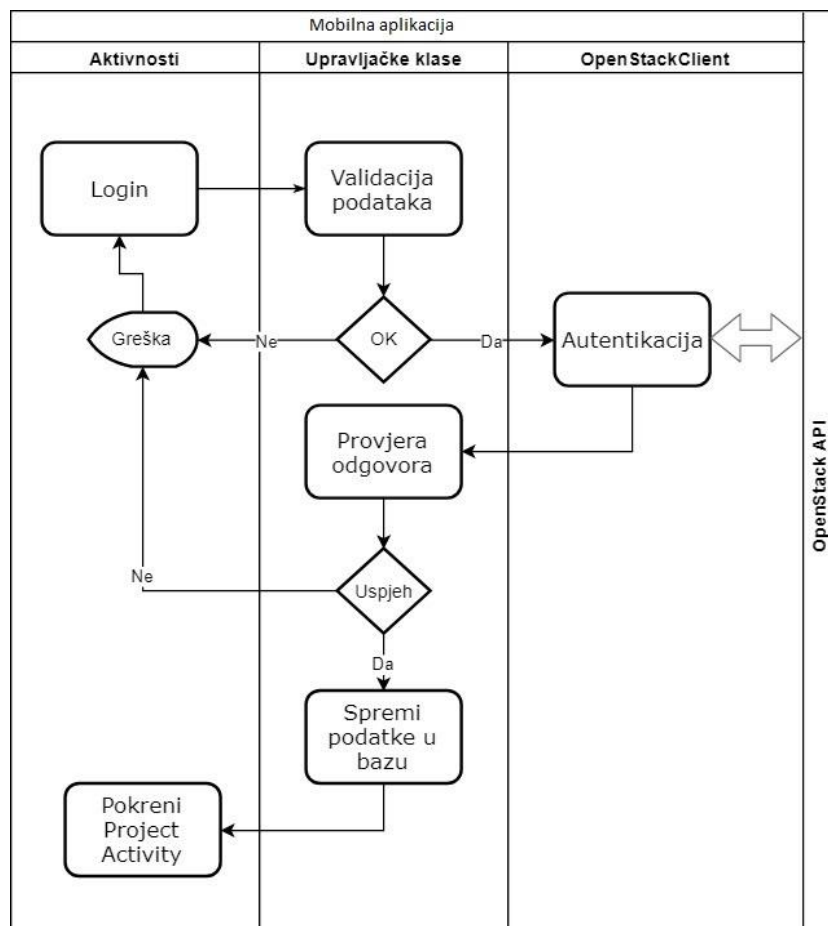 Mobilna aplikacija
Aktivnosti
Upravljačke klase
OpenStackClient
Login
Validacija
podataka
Greška
Ne
OK
Da
Autentikacija
Provjera
odgovora
OpenStack API
Ne
Uspjeh
Da
Spremi
podatke u
bazu
Pokreni
Project
Activity